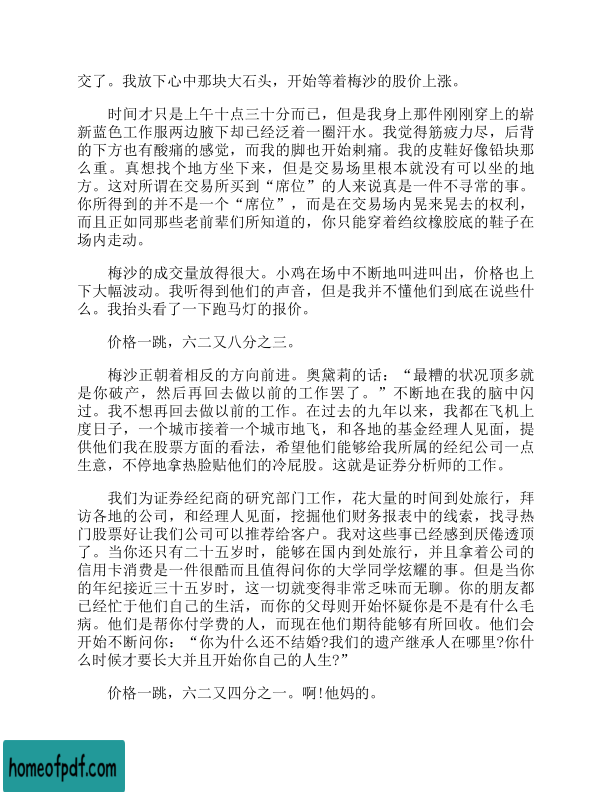 交了。我放下心中那块大石头，开始等着梅沙的股价上涨。
时间才只是上午十点三十分而已，但是我身上那件刚刚穿上的崭
新蓝色工作服两边腋下却已经泛着一圈汗水。我觉得筋疲力尽，后背
的下方也有酸痛的感觉，而我的脚也开始刺痛。我的皮鞋好像铅块那
么重。真想找个地方坐下来，但是交易场里根本就没有可以坐的地
方。这对所谓在交易所买到“席位”的人来说真是一件不寻常的事。
你所得到的并不是一个“席位”，而是在交易场内晃来晃去的权利，
而且正如同那些老前辈们所知道的，你只能穿着绉纹橡胶底的鞋子在
场内走动。
梅沙的成交量放得很大。小鸡在场中不断地叫进叫出，价格也上
下大幅波动。我听得到他们的声音，但是我并不懂他们到底在说些什
么。我抬头看了一下跑马灯的报价。
价格一跳，六二又八分之三。
梅沙正朝着相反的方向前进。奥黛莉的话：“最糟的状况顶多就
是你破产，然后再回去做以前的工作罢了。”不断地在我的脑中闪
过。我不想再回去做以前的工作。在过去的九年以来，我都在飞机上
度日子，一个城市接着一个城市地飞，和各地的基金经理人见面，提
供他们我在股票方面的看法，希望他们能够给我所属的经纪公司一点
生意，不停地拿热脸贴他们的冷屁股。这就是证券分析师的工作。
我们为证券经纪商的研究部门工作，花大量的时间到处旅行，拜
访各地的公司，和经理人见面，挖掘他们财务报表中的线索，找寻热
门股票好让我们公司可以推荐给客户。我对这些事已经感到厌倦透顶
了。当你还只有二十五岁时，能够在国内到处旅行，并且拿着公司的
信用卡消费是一件很酷而且值得问你的大学同学炫耀的事。但是当你
的年纪接近三十五岁时，这一切就变得非常乏味而无聊。你的朋友都
已经忙于他们自己的生活，而你的父母则开始怀疑你是不是有什么毛
病。他们是帮你付学费的人，而现在他们期待能够有所回收。他们会
开始不断问你：“你为什么还不结婚?我们的遗产继承人在哪里?你什
么时候才要长大并且开始你自己的人生?”
价格一跳，六二又四分之一。啊!他妈的。
homeofpdf.com